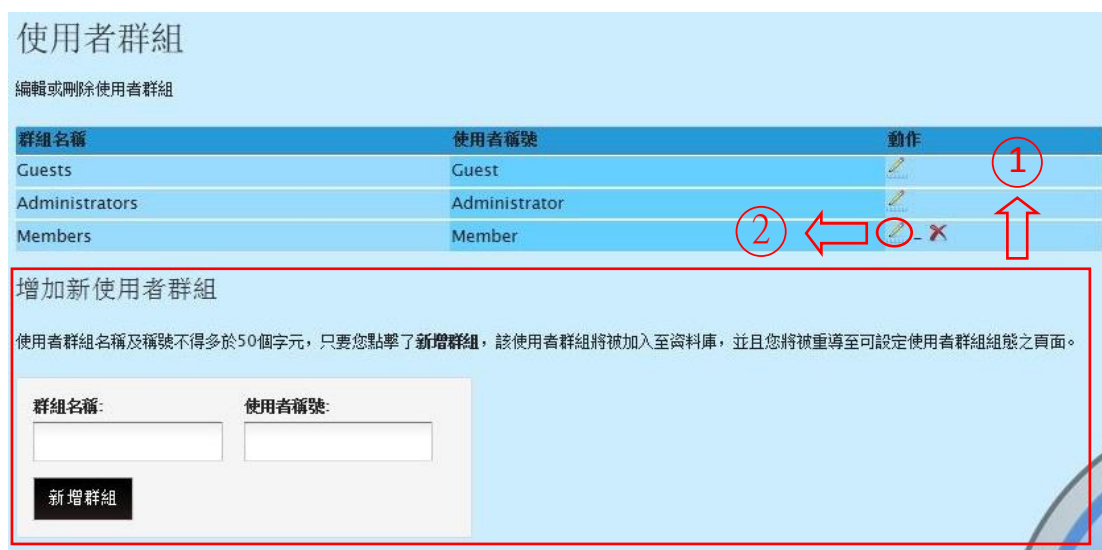 使用者群組
編輯或刪除使用者群組
群組名稱 使用者稱號 動作
Guests Guest
①
Administrators Administrator
Members Member
②
增加新使用者群組
使用者群組名稱及稱號不得多於50個字元，只要您點擊了新增群組，該使用者群組將被加入至資料庫，並且您將被重導至可設定使用者群組組態之頁面。
群組名稱: 使用者稱號:
新增群組